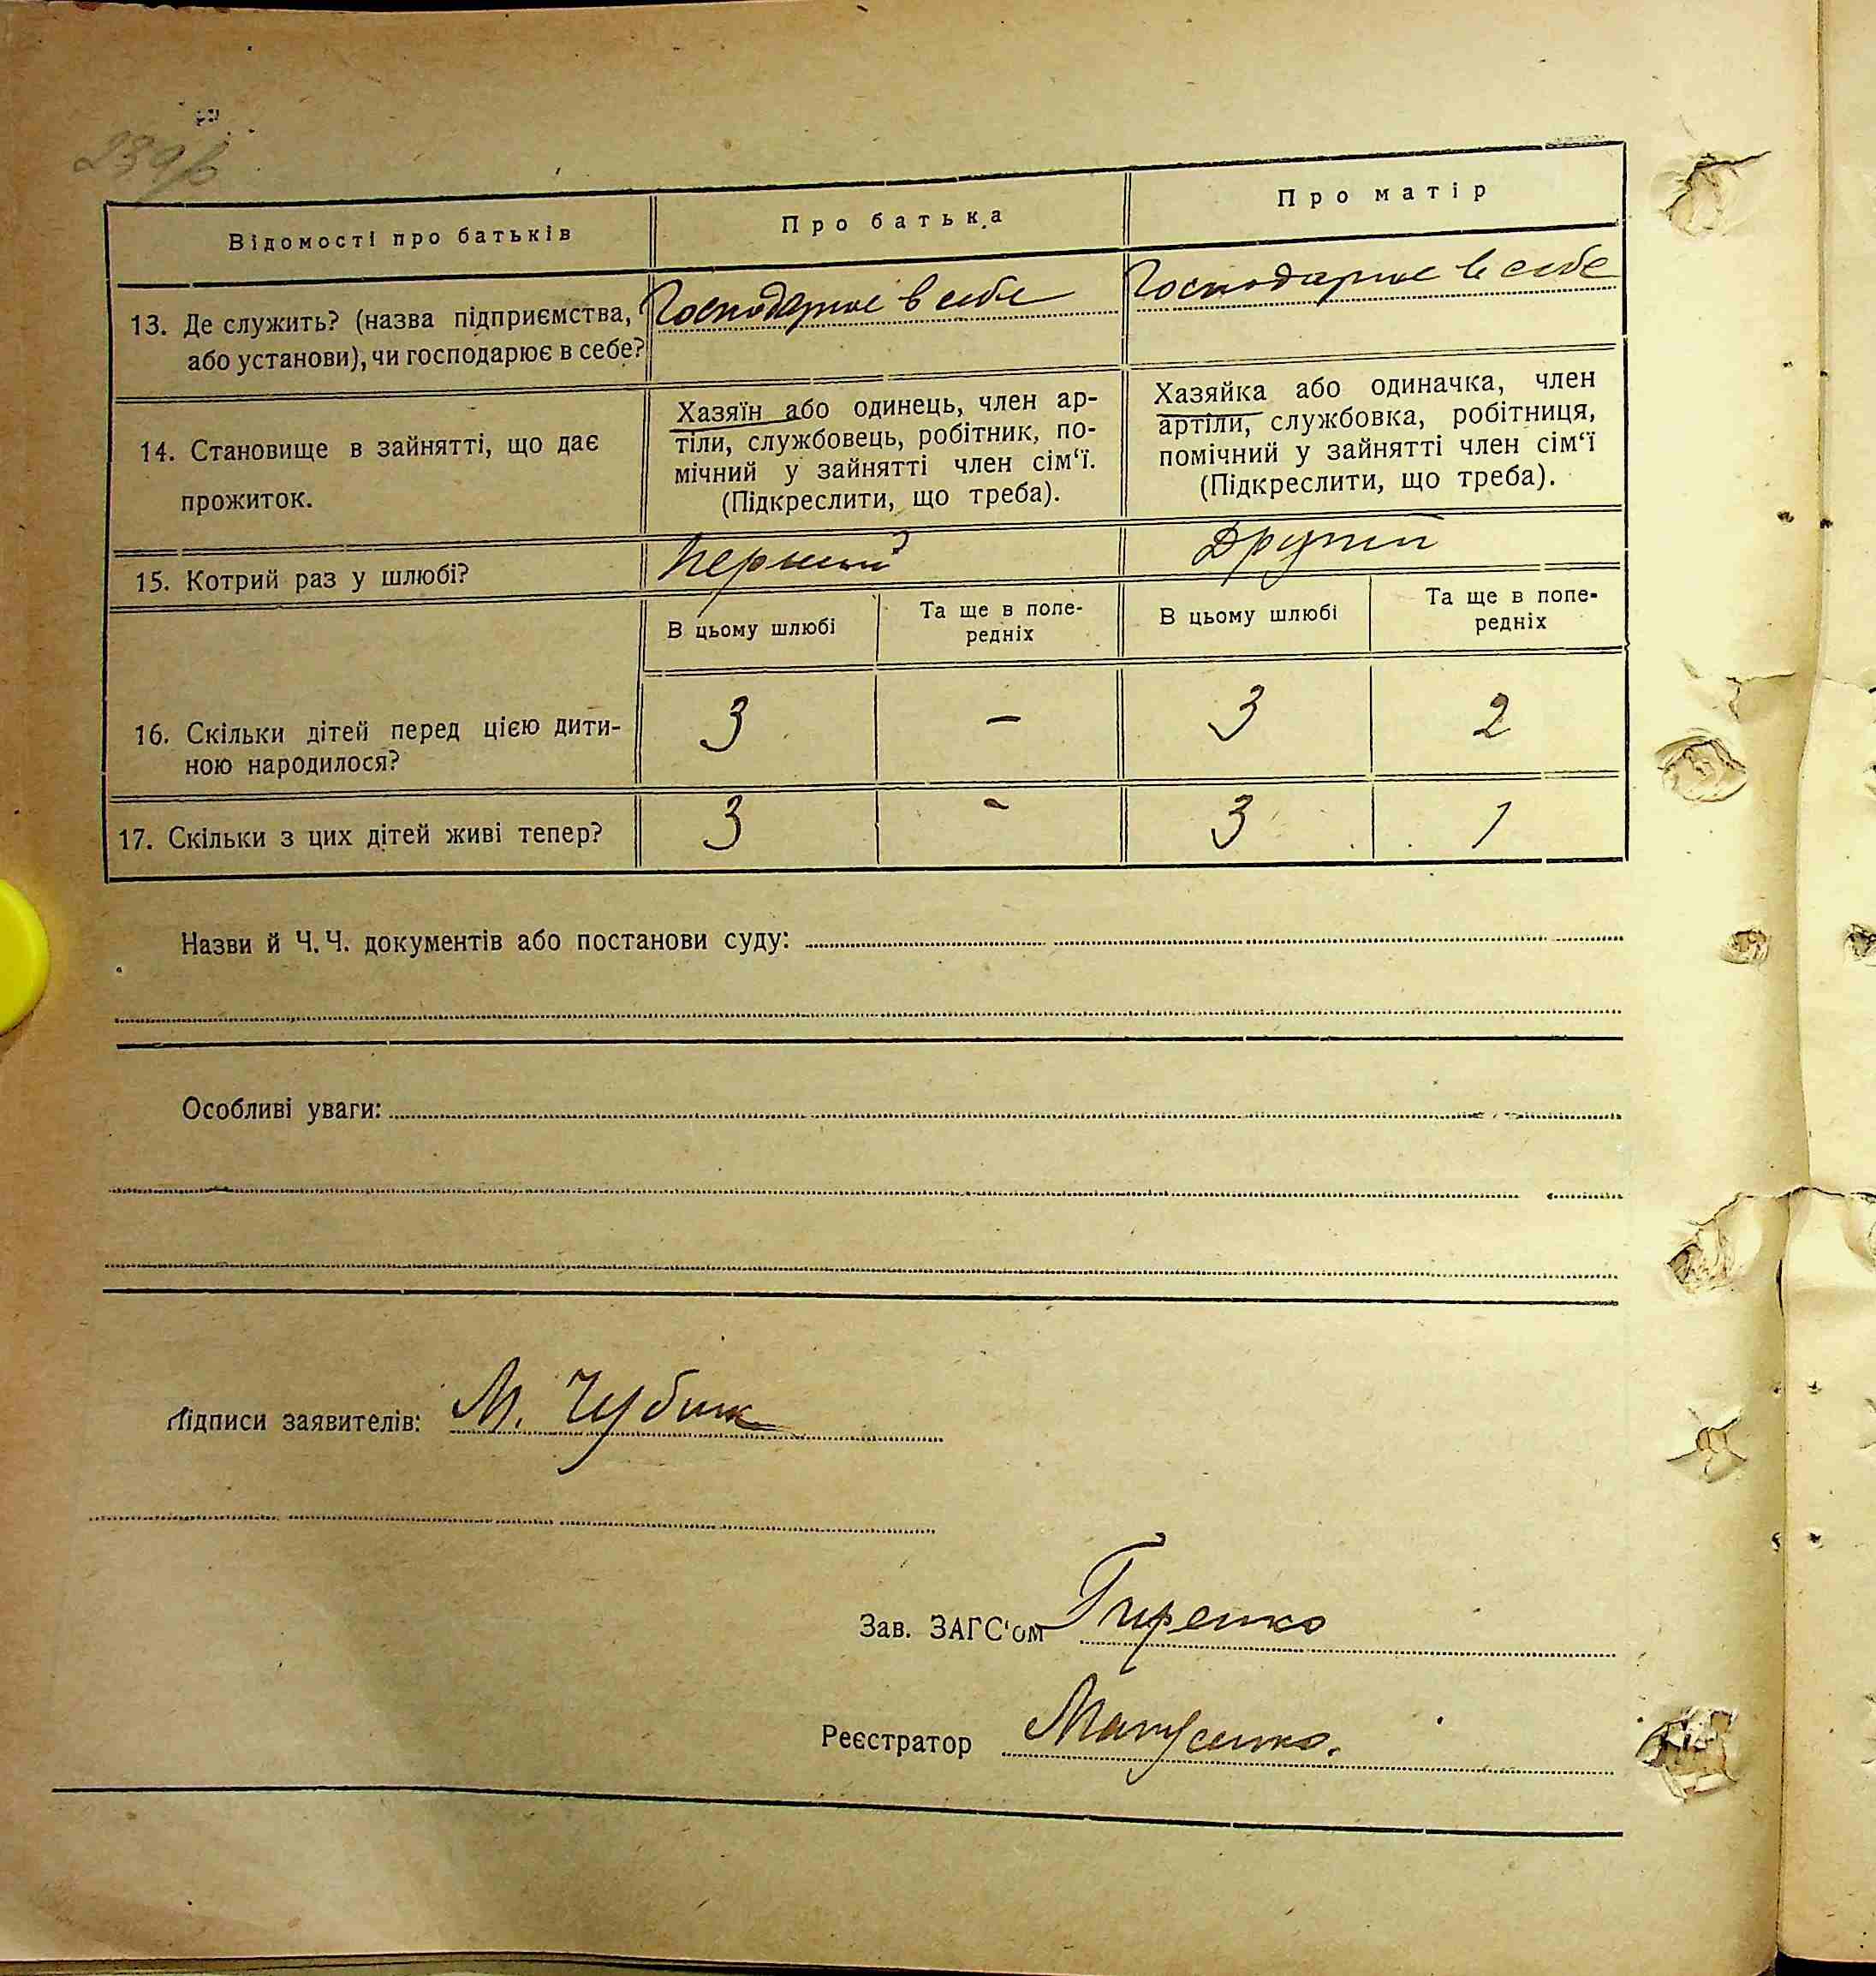 Відомості про батьків
Про батька
Про матір
13. Де служить? (назва підприємства,
або установи), чи господарює в себе?
Господарює в себе
Господарює в себе
14. Становище в зайнятті, що дає
прожиток.
Хазяїн або одинець, член ар-
тіли, службовець, робітник, по-
мічний у зайнятті член сім‘ї.
(Підкреслити, що треба).
Хазяйка або одиначка, член
артіли, службовка, робітниця,
помічний у зайнятті член сім‘ї
(Підкреслити, що треба).
15. Котрий раз у шлюбі?
Перший
Другий
В цьому шлюбі
Та ще в попе-
редніх
В цьому шлюбі
Та ще в попе-
редніх
16. Скільки дітей перед цією дити-
ною народилося?
3 – 3 2
17. Скільки з цих дітей живі тепер?
3 - 3 1
Назви й Ч.Ч. документів або постанови суду:
Особливі уваги:
Підписи заявителів: М. Чубик
Зав. ЗАГС‘ом
Реєстратор